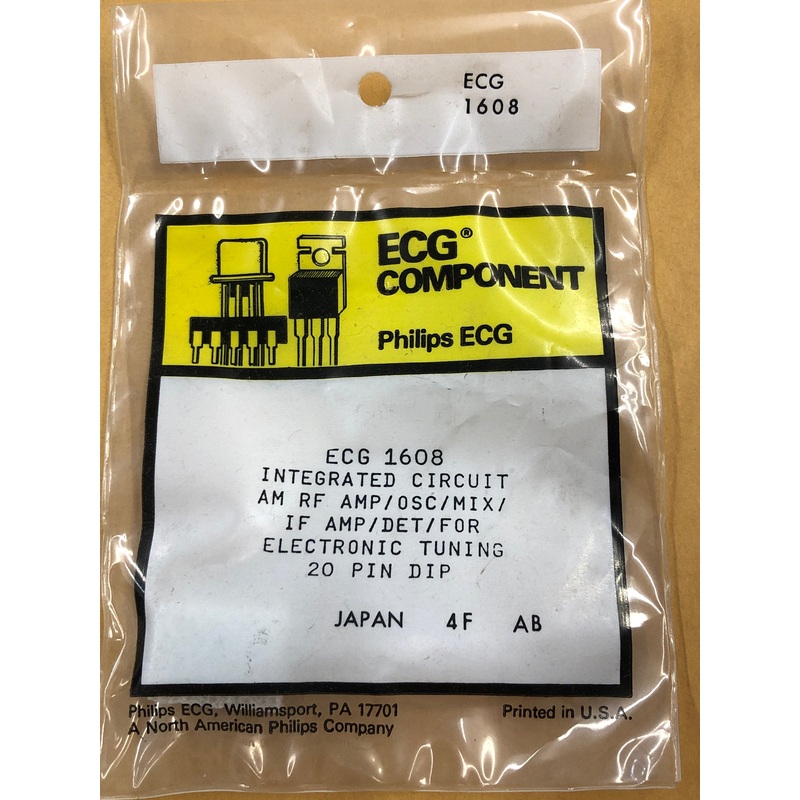 ECG
1608
ECG®
COMPONENT
Philips ECG
ECG 1608
INTEGRATED CIRCUIT
AM RF AMP/OSC/MIX/
IF AMP/DET/FOR
ELECTRONIC TUNING
20 PIN DIP
JAPAN 4F AB
Philips ECG, Williamsport, PA 17701
A North American Philips Company
Printed in U.S.A.